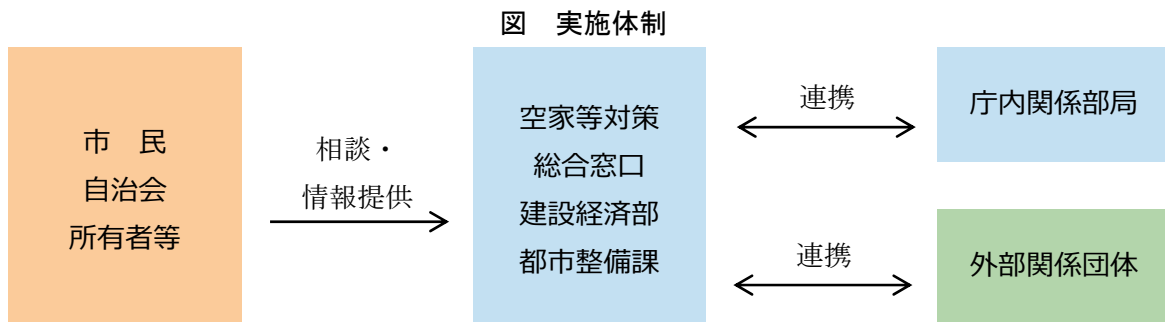 図　実施体制
市　民
自治会
所有者等
相談・
情報提供
空家等対策
総合窓口
建設経済部
都市整備課
連携
庁内関係部局
連携
外部関係団体